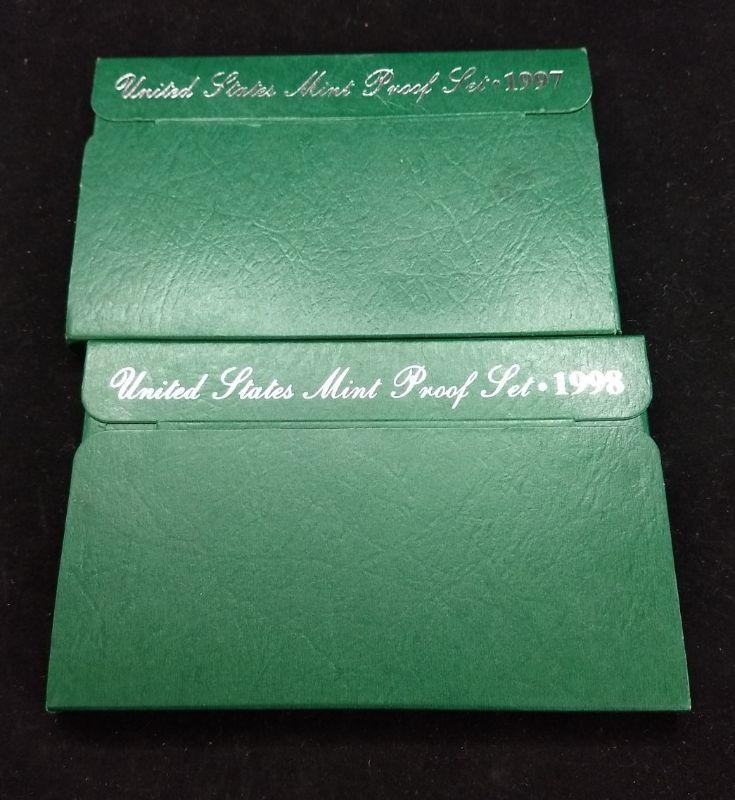 United States Mint Proof Set · 1997
United States Mint Proof Set · 1998